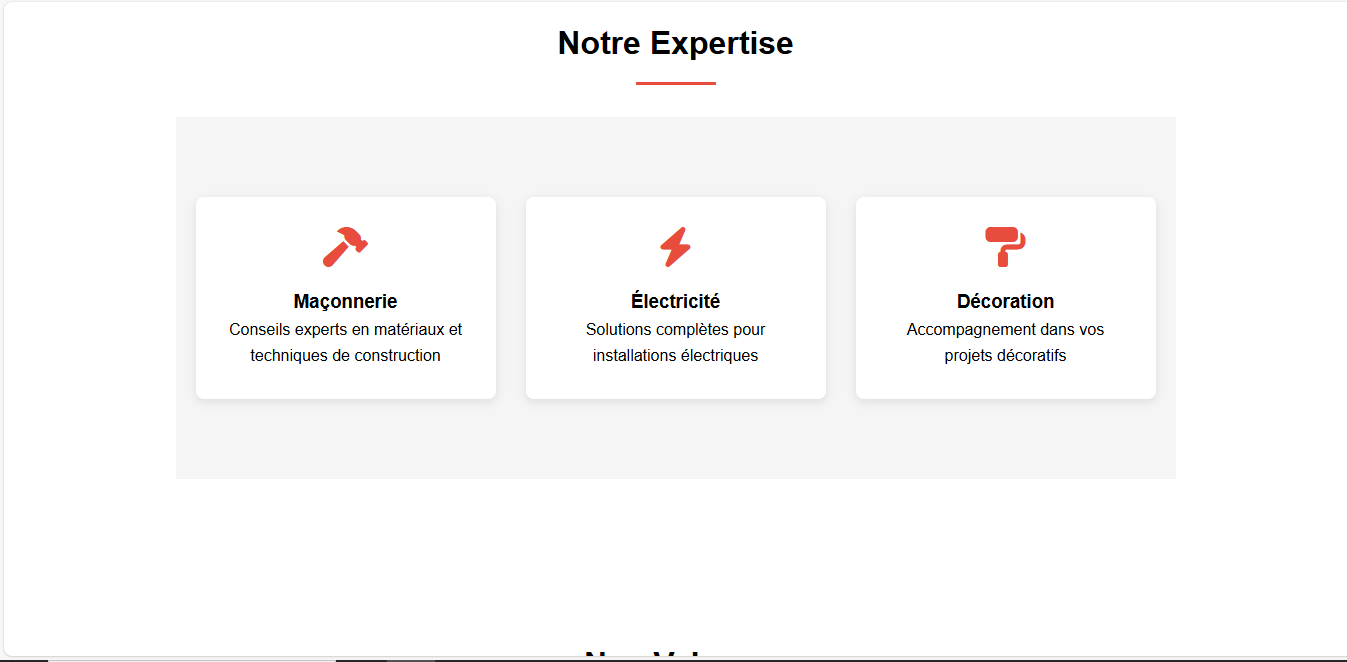 Notre Expertise
Maçonnerie
Conseils experts en matériaux et
techniques de construction
Électricité
Solutions complètes pour
installations électriques
Décoration
Accompagnement dans vos
projets décoratifs